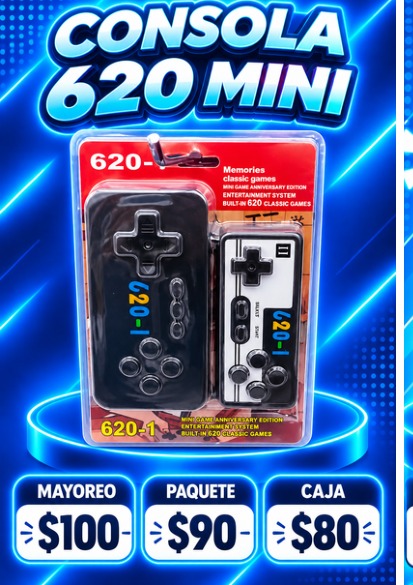 CONSOLA
620 MINI
620-1
Memories
classic games
MINI GAME ANNIVERSARY EDITION
ENTERTAINMENT SYSTEM
BUILT-IN 620 CLASSIC GAMES
II
SELECT START
620-1
620-1
620-1
MINI GAME ANNIVERSARY EDITION
ENTERTAINMENT SYSTEM
BUILT-IN 620 CLASSIC GAMES
MAYOREO PAQUETE CAJA
$100 $90 $80